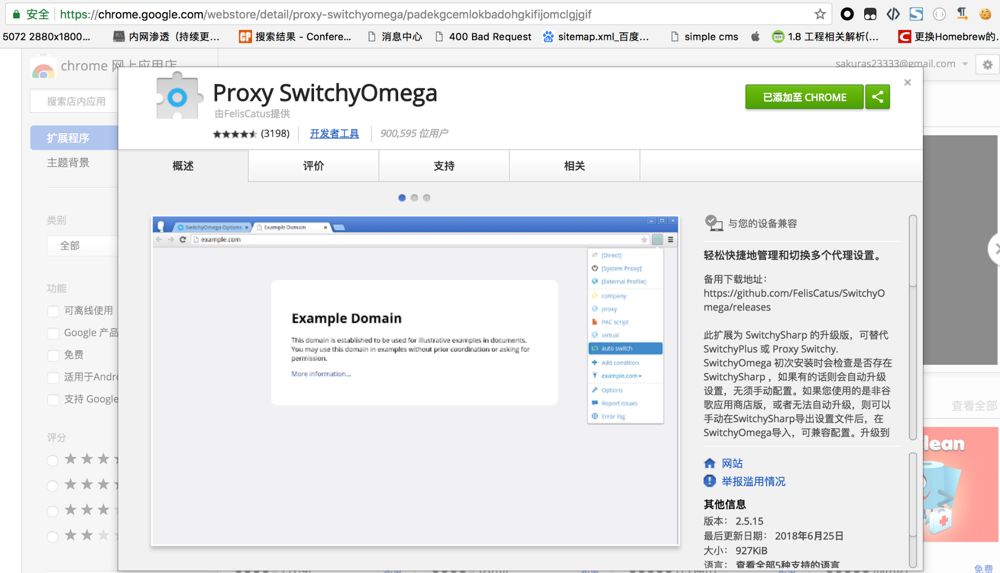 安全 https://chrome.google.com/webstore/detail/proxy-switchyomega/padekgcemlokbadohgkifijomclgjgif
5072 2880x1800...
内网渗透（持续更...
搜索结果 - Confere...
消息中心
400 Bad Request
sitemap.xml_百度...
simple cms
1.8 工程相关解析(...
更换Homebrew的...
chrome 网上应用店
sakuras23333@gmail.com
搜索店内应用
扩展程序
主题背景
类别
全部
功能
可离线使用
Google 产品
免费
适用于Andro
支持 Google
评分
Proxy SwitchyOmega
由FelisCatus提供
(3198)
开发者工具
900,595 位用户
已添加至 CHROME
概述
评价
支持
相关
SwitchyOmega Options
Example Domain
example.com
[Direct]
[System Proxy]
(External Profile)
company
proxy
PAC script
virtual
auto switch
Add condition
example.com
Options
Report issues
Error log
Example Domain
This domain is established to be used for illustrative examples in documents.
You may use this domain in examples without prior coordination or asking for
permission.
More information...
与您的设备兼容
轻松快捷地管理和切换多个代理设置。
备用下载地址：
https://github.com/FelisCatus/SwitchyO
mega/releases
此扩展为 SwitchySharp 的升级版，可替代
SwitchyPlus 或 Proxy Switchy.
SwitchyOmega 初次安装时会检查是否存在
SwitchySharp ，如果有的话则会自动升级
设置，无须手动配置。如果您使用的是非谷
歌应用商店版，或者无法自动升级，则可以
手动在SwitchySharp导出设置文件后，在
SwitchyOmega导入，可兼容配置。升级到
网站
举报滥用情况
其他信息
版本： 2.5.15
最后更新日期： 2018年6月25日
大小： 927KiB
语言： 查看全部5种支持的语言
查看全部
lean
免费